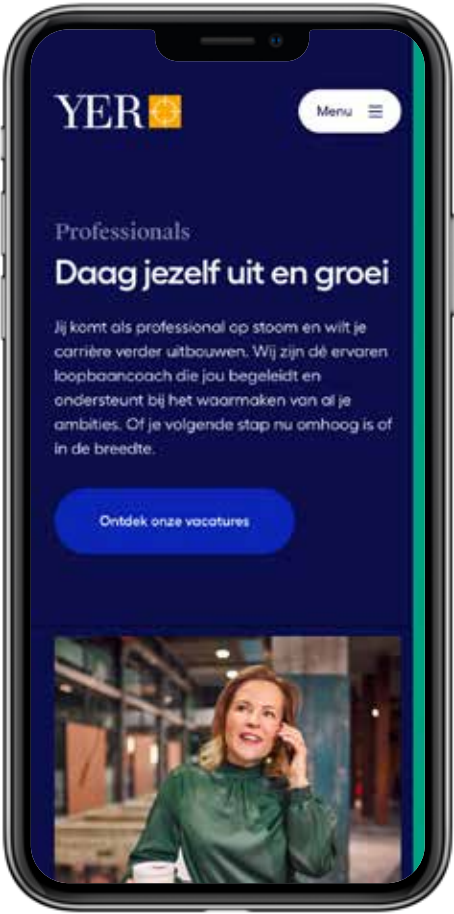 YER
Menu
Professionals
Daag jezelf uit en groei
Jij komt als professional op stoom en wilt je
carrière verder uitbouwen. Wij zijn dé ervaren
loopbaancoach die jou begeleidt en
ondersteunt bij het waarmaken van al je
ambities. Of je volgende stap nu omhoog is of
in de breedte.
Ontdek onze vacatures